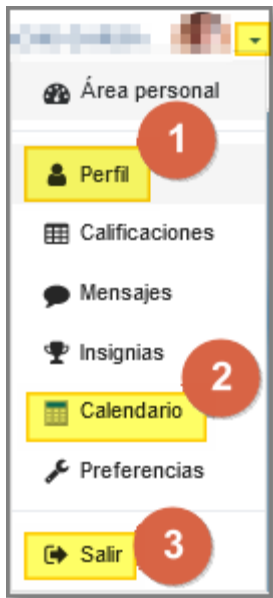 Área personal
1
Perfil
Calificaciones
Mensajes
Insignias
2
Calendario
Preferencias
Salir
3